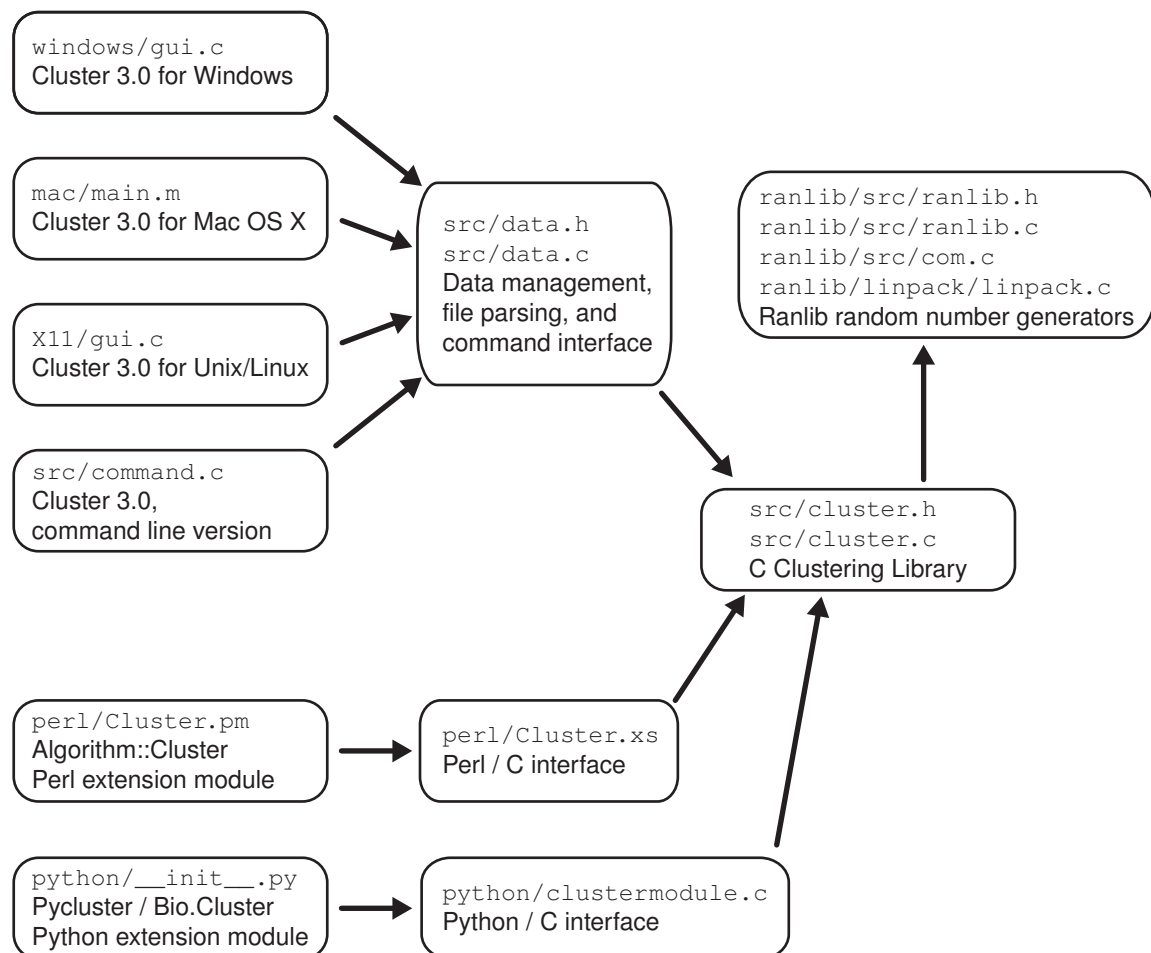 windows/gui.c
Cluster 3.0 for Windows
mac/main.m
Cluster 3.0 for Mac OS X
X11/gui.c
Cluster 3.0 for Unix/Linux
src/command.c
Cluster 3.0,
command line version
src/data.h
src/data.c
Data management,
file parsing, and
command interface
ranlib/src/ranlib.h
ranlib/src/ranlib.c
ranlib/src/com.c
ranlib/linpack/linpack.c
Ranlib random number generators
src/cluster.h
src/cluster.c
C Clustering Library
perl/Cluster.pm
Algorithm::Cluster
Perl extension module
perl/Cluster.xs
Perl / C interface
python/__init__.py
Pycluster / Bio.Cluster
Python extension module
python/clustermodule.c
Python / C interface